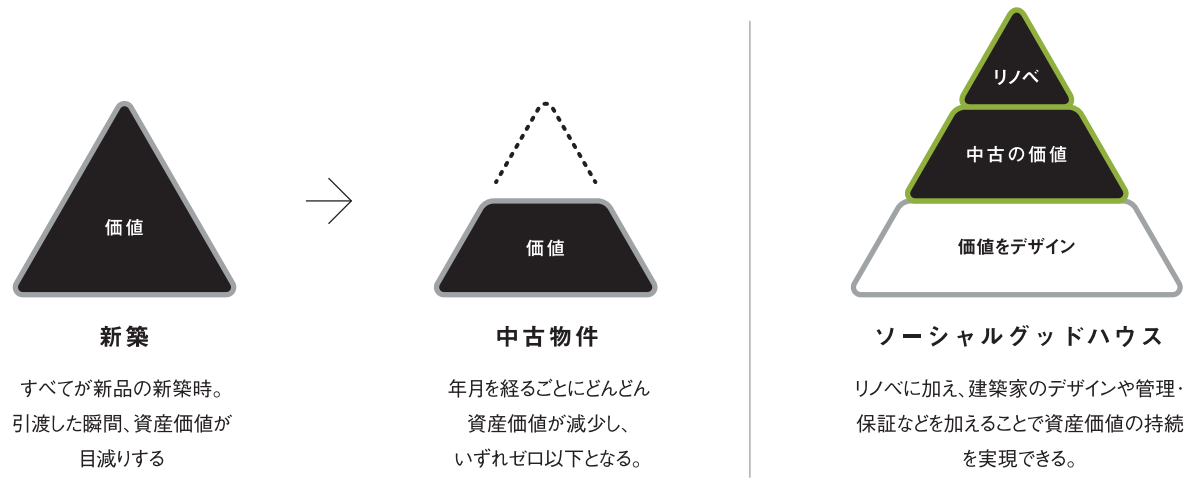 価値
新築
すべてが新品の新築時。
引渡した瞬間、資産価値が
目減りする
価値
中古物件
年月を経るごとにどんどん
資産価値が減少し、
いずれゼロ以下となる。
リノベ
中古の価値
価値をデザイン
ソーシャルグッドハウス
リノベに加え、建築家のデザインや管理・
保証などを加えることで資産価値の持続
を実現できる。